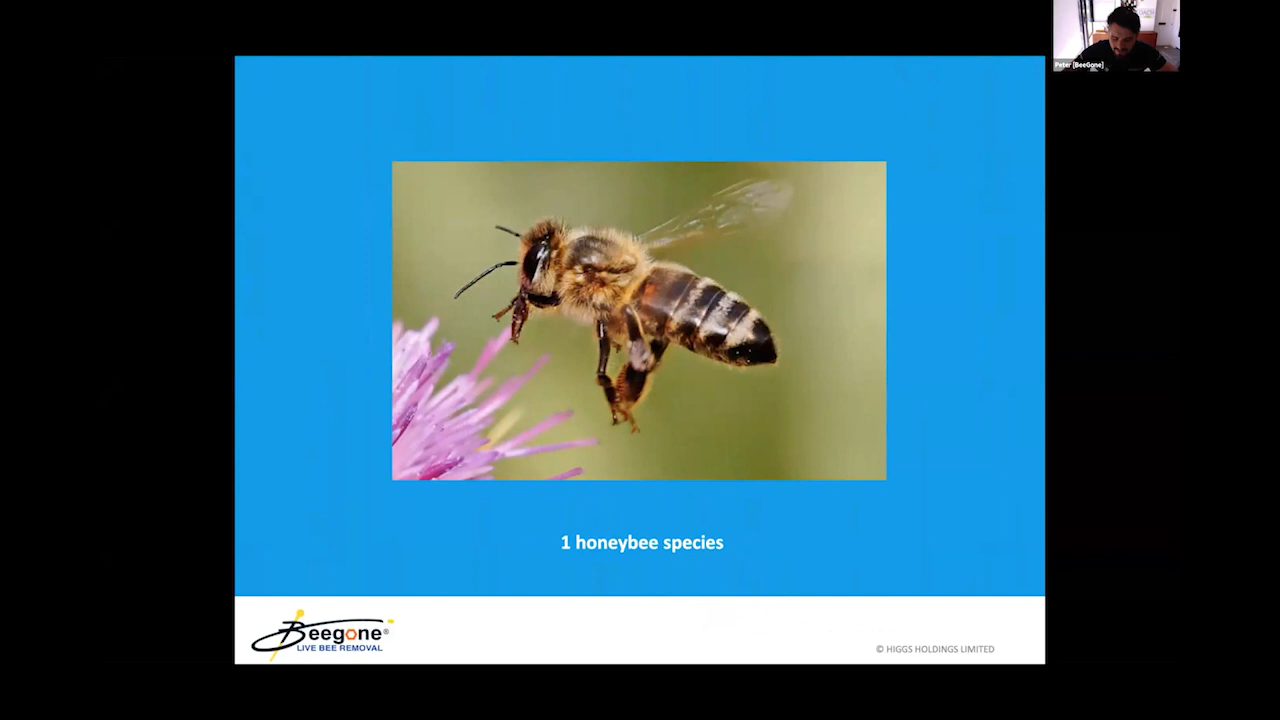 Peter [BeeGone]
1 honeybee species
Beegone®
LIVE BEE REMOVAL
© HIGGS HOLDINGS LIMITED